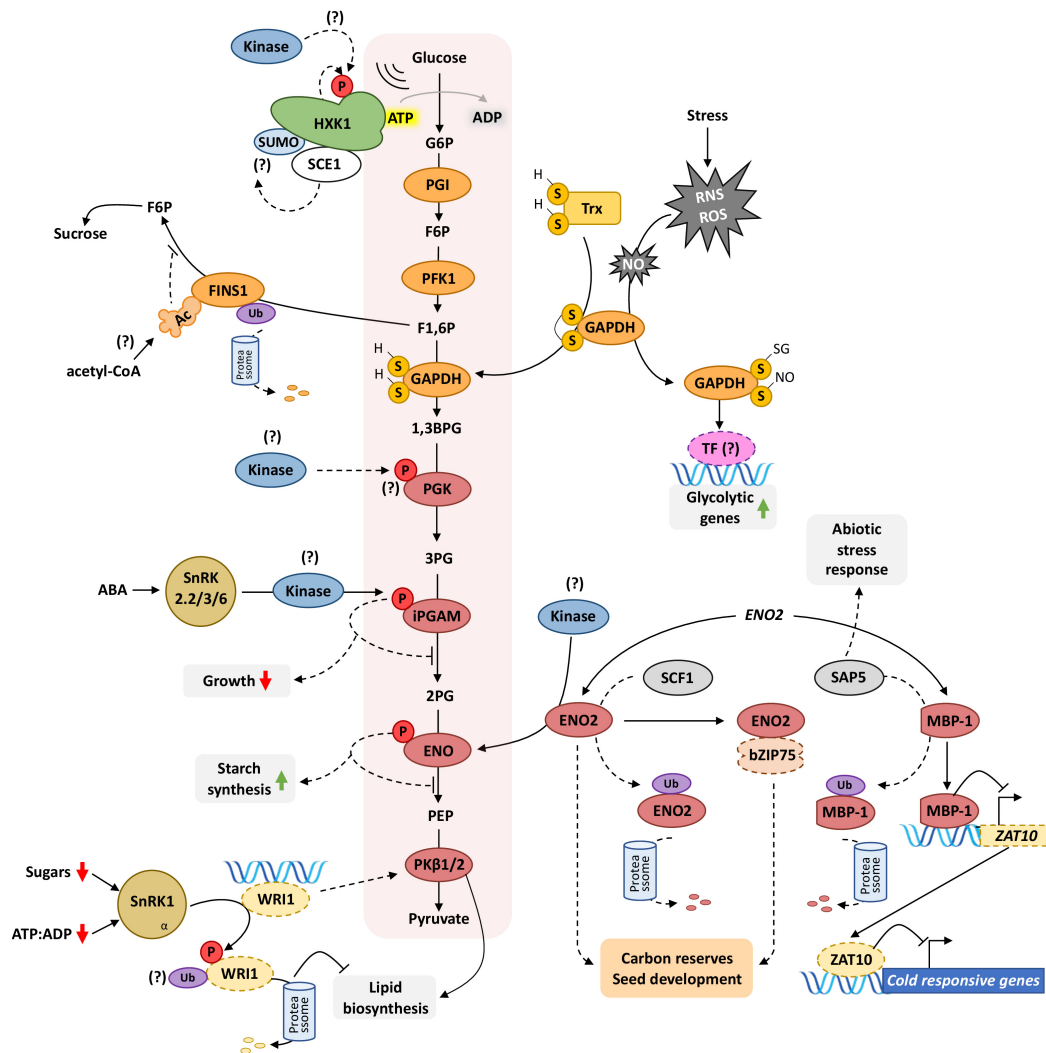 (?)
Kinase
Glucose
P
HXK1
ATP
ADP
Stress
SUMO
G6P
(?)
SCE1
H
S
Trx
H
S
RNS
ROS
PGI
F6P
Sucrose
F6P
NO
PFK1
FINS1
Ac
Ub
(?)
F1,6P
S
GAPDH
S
acetyl-CoA
Protea
ssome
H
S
H
GAPDH
S
SG
S
GAPDH
NO
S
1,3BPG
(?)
Kinase
P
(?)
PGK
TF (?)
Glycolytic
genes
Abiotic
stress
response
3PG
(?)
ABA
SnRK
2.2/3/6
Kinase
P
iPGAM
(?)
Kinase
ENO2
Growth
SCF1
SAP5
2PG
ENO2
ENO2
bZIP75
MBP-1
P
ENO
Starch
synthesis
Ub
ENO2
Ub
MBP-1
MBP-1
ZAT10
PEP
Protea
ssome
Protea
ssome
Sugars
SnRK1
α
ATP:ADP
WRI1
PKβ1/2
Pyruvate
P
WRI1
(?)
Ub
Protea
ssome
Lipid
biosynthesis
Carbon reserves
Seed development
ZAT10
Cold responsive genes